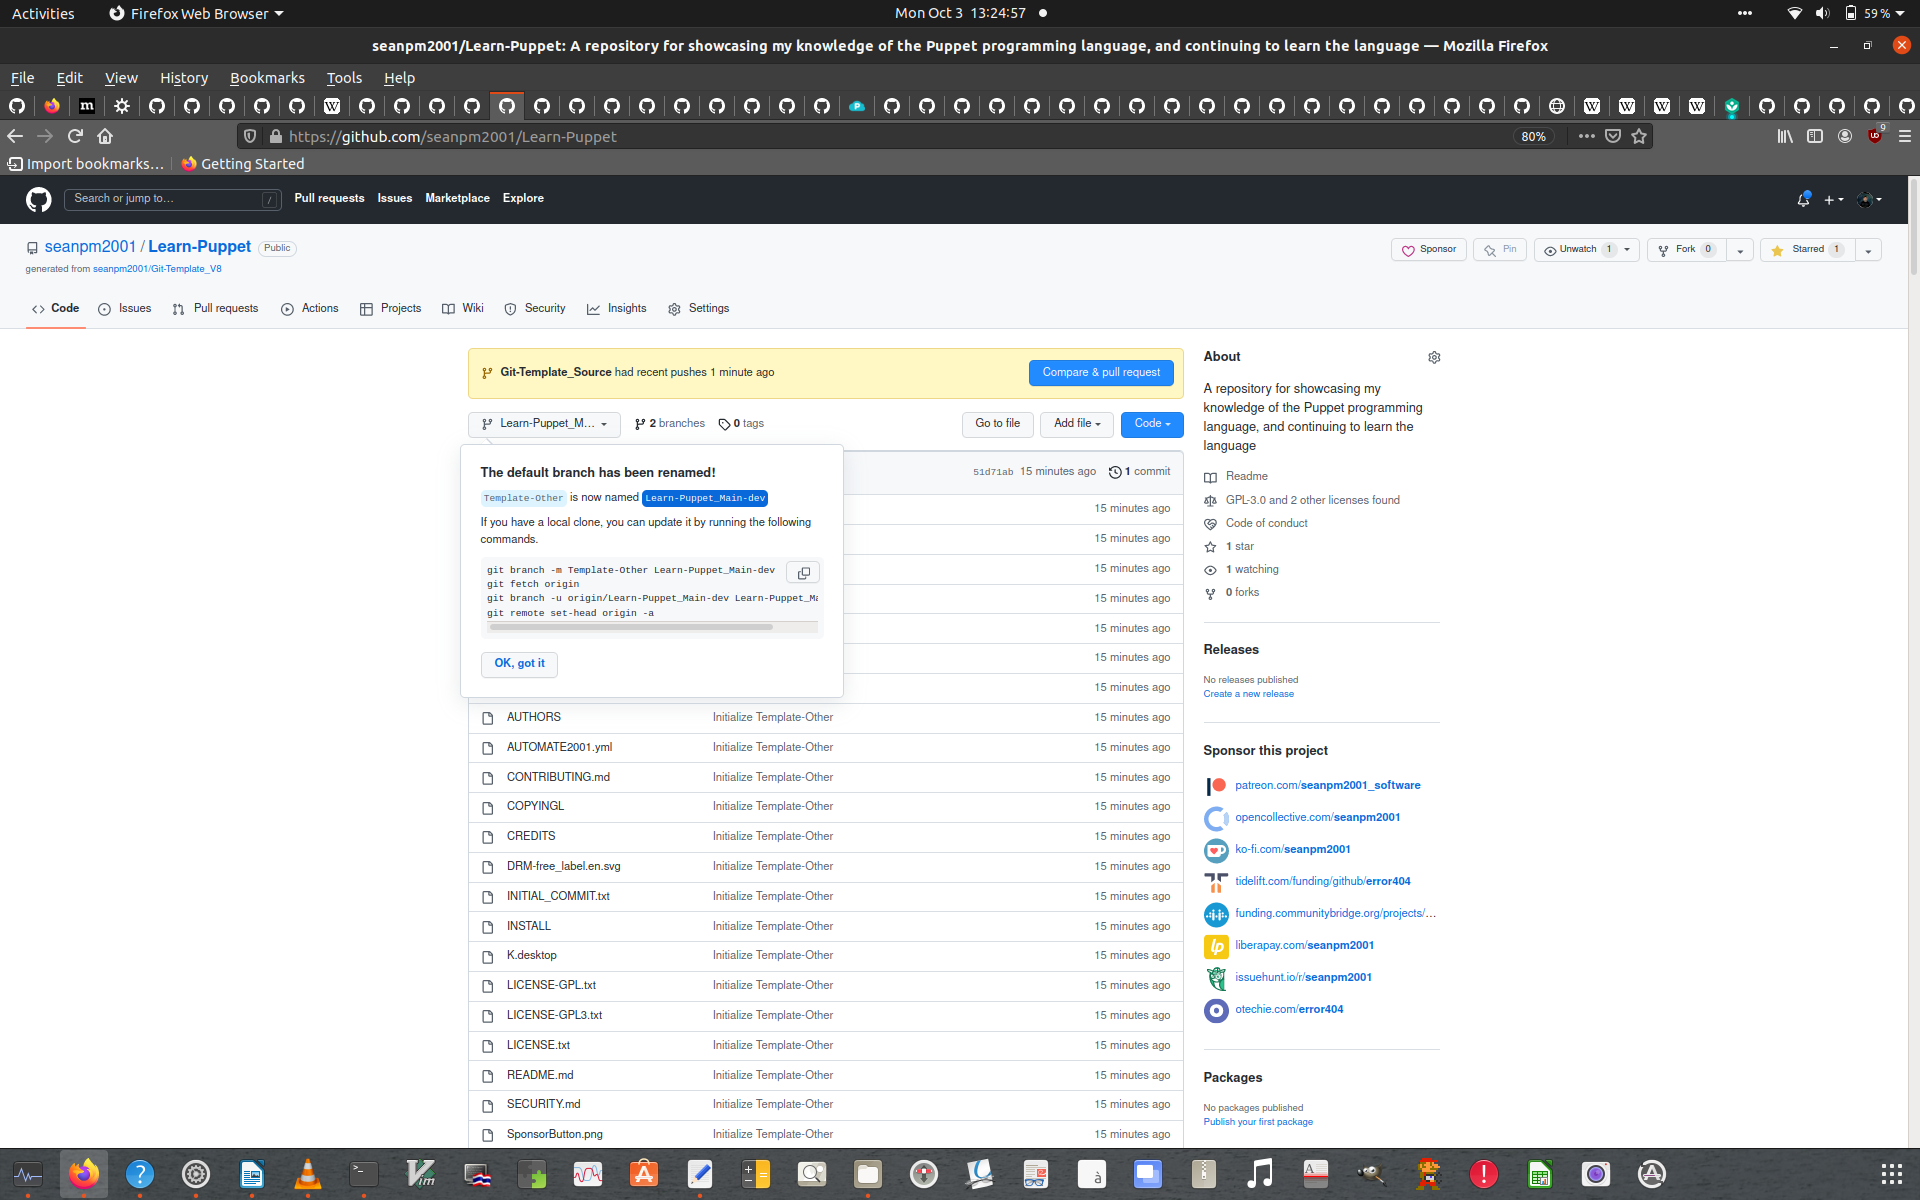 Activities
Firefox Web Browser
Mon Oct 3 13:24:57
59 %
seanpm2001/Learn-Puppet: A repository for showcasing my knowledge of the Puppet programming language, and continuing to learn the language — Mozilla Firefox
File Edit View History Bookmarks Tools Help
https://github.com/seanpm2001/Learn-Puppet
80%
9
Import bookmarks…
Getting Started
Search or jump to…
/
Pull requests Issues Marketplace Explore
seanpm2001 / Learn-Puppet Public
generated from seanpm2001/Git-Template_V8
Sponsor
Pin
Unwatch 1
Fork 0
Starred 1
Code Issues Pull requests Actions Projects Wiki Security Insights Settings
Git-Template_Source had recent pushes 1 minute ago
Compare & pull request
Learn-Puppet_M…
2 branches
0 tags
Go to file
Add file
Code
The default branch has been renamed!
Template-Other is now named Learn-Puppet_Main-dev
If you have a local clone, you can update it by running the following
commands.
git branch -m Template-Other Learn-Puppet_Main-dev
git fetch origin
git branch -u origin/Learn-Puppet_Main-dev Learn-Puppet_Ma
git remote set-head origin -a
OK, got it
51d71ab 15 minutes ago 1 commit
15 minutes ago
15 minutes ago
15 minutes ago
15 minutes ago
15 minutes ago
15 minutes ago
15 minutes ago
AUTHORS Initialize Template-Other 15 minutes ago
AUTOMATE2001.yml Initialize Template-Other 15 minutes ago
CONTRIBUTING.md Initialize Template-Other 15 minutes ago
COPYINGL Initialize Template-Other 15 minutes ago
CREDITS Initialize Template-Other 15 minutes ago
DRM-free_label.en.svg Initialize Template-Other 15 minutes ago
INITIAL_COMMIT.txt Initialize Template-Other 15 minutes ago
INSTALL Initialize Template-Other 15 minutes ago
K.desktop Initialize Template-Other 15 minutes ago
LICENSE-GPL.txt Initialize Template-Other 15 minutes ago
LICENSE-GPL3.txt Initialize Template-Other 15 minutes ago
LICENSE.txt Initialize Template-Other 15 minutes ago
README.md Initialize Template-Other 15 minutes ago
SECURITY.md Initialize Template-Other 15 minutes ago
SponsorButton.png Initialize Template-Other 15 minutes ago
About
A repository for showcasing my
knowledge of the Puppet programming
language, and continuing to learn the
language
Readme
GPL-3.0 and 2 other licenses found
Code of conduct
1 star
1 watching
0 forks
Releases
No releases published
Create a new release
Sponsor this project
patreon.com/seanpm2001_software
opencollective.com/seanpm2001
ko-fi.com/seanpm2001
tidelift.com/funding/github/error404
funding.communitybridge.org/projects/…
liberapay.com/seanpm2001
issuehunt.io/r/seanpm2001
otechie.com/error404
Packages
No packages published
Publish your first package